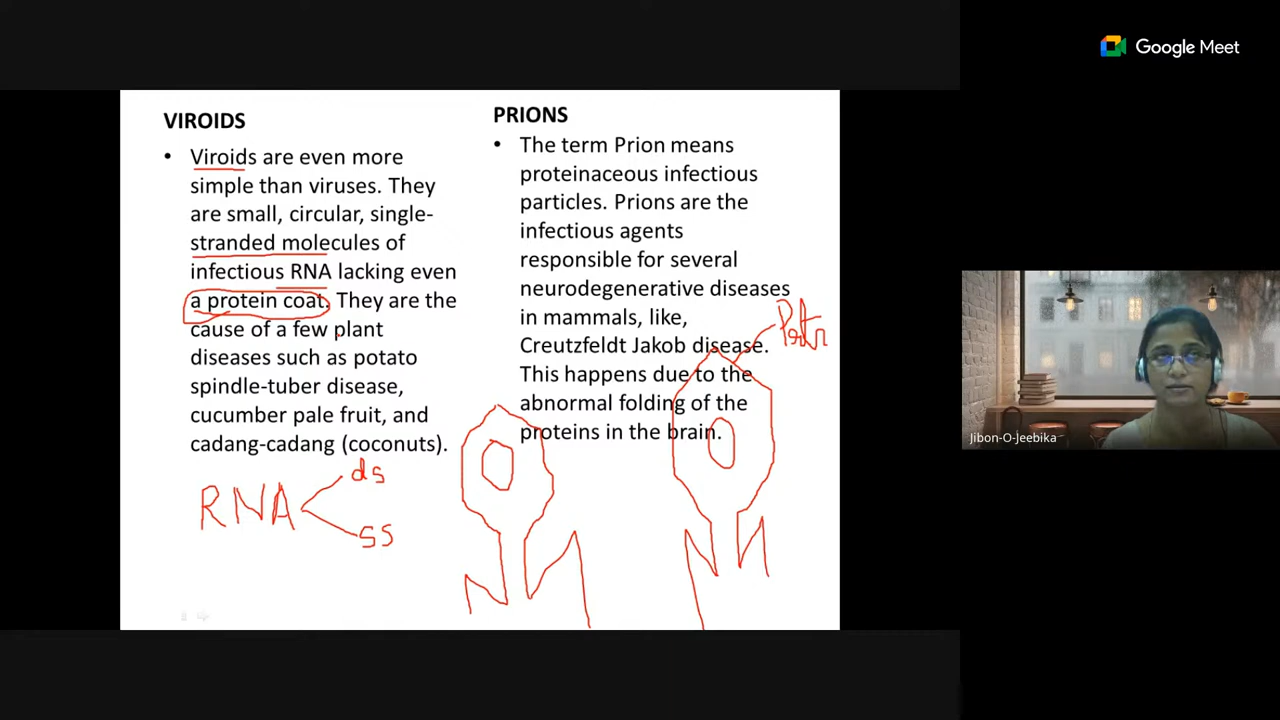 Google Meet
VIROIDS
• Viroids are even more
simple than viruses. They
are small, circular, single-
stranded molecules of
infectious RNA lacking even
a protein coat. They are the
cause of a few plant
diseases such as potato
spindle-tuber disease,
cucumber pale fruit, and
cadang-cadang (coconuts).
RNA
ds
ss
PRIONS
• The term Prion means
proteinaceous infectious
particles. Prions are the
infectious agents
responsible for several
neurodegenerative diseases
in mammals, like,
Creutzfeldt Jakob disease.
This happens due to the
abnormal folding of the
proteins in the brain.
Jibon-O-Jeebika